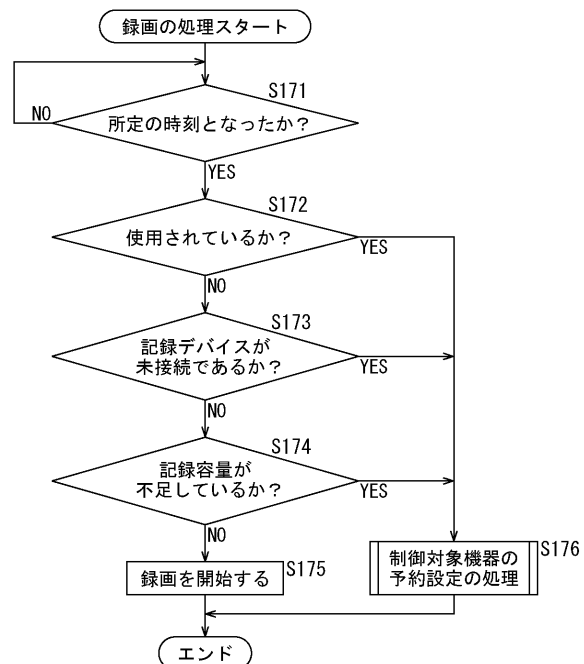 録画の処理スタート
S171
NO
所定の時刻となったか?
YES
S172
使用されているか?
YES
NO
S173
記録デバイスが
未接続であるか?
YES
NO
S174
記録容量が
不足しているか?
YES
NO
S175
録画を開始する
S176
制御対象機器の
予約設定の処理
エンド